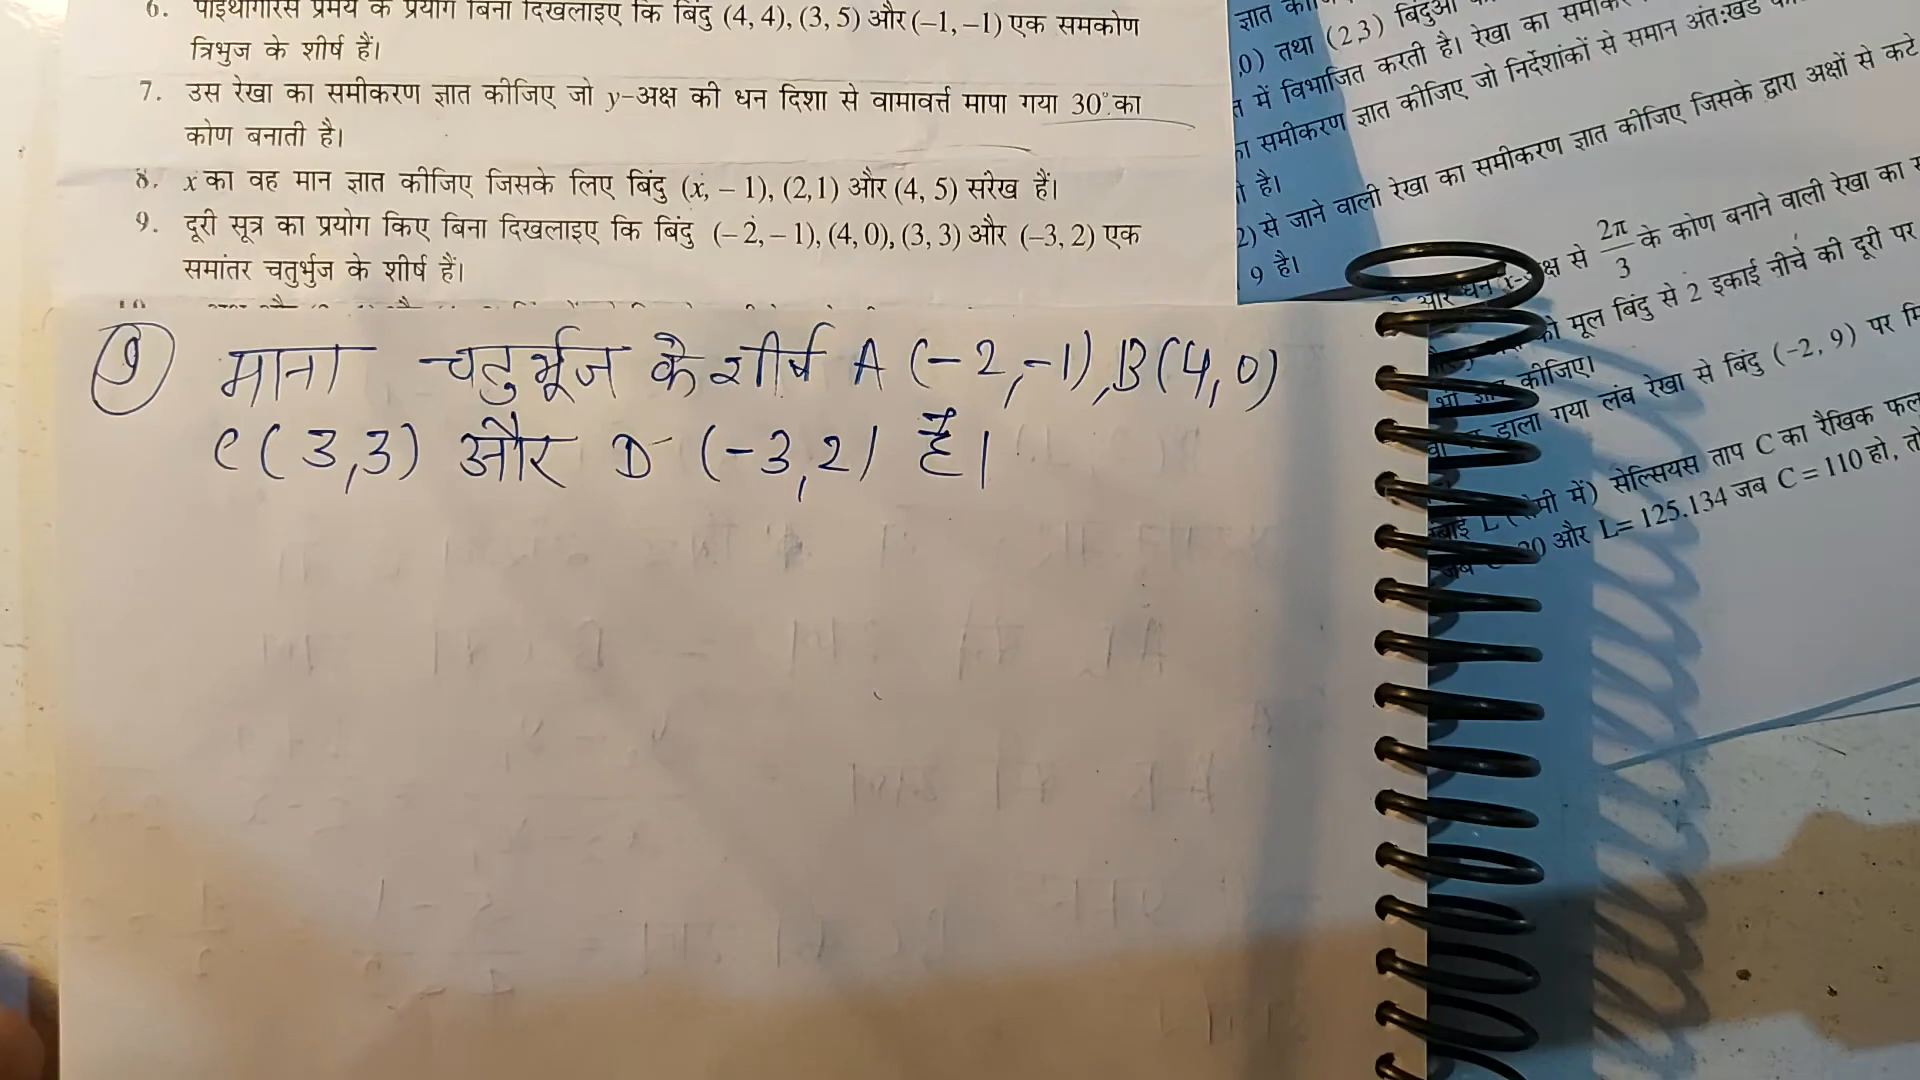 6. पाइथागोरस प्रमेय के प्रयोग बिना दिखलाइए कि बिंदु (4, 4), (3, 5) और (–1, –1) एक समकोण
त्रिभुज के शीर्ष हैं।
7. उस रेखा का समीकरण ज्ञात कीजिए जो y-अक्ष की धन दिशा से वामावर्त्त मापा गया 30° का
कोण बनाती है।
8. x का वह मान ज्ञात कीजिए जिसके लिए बिंदु (x, – 1), (2,1) और (4, 5) संरेख हैं।
9. दूरी सूत्र का प्रयोग किए बिना दिखलाइए कि बिंदु (– 2, – 1), (4, 0), (3, 3) और (–3, 2) एक
समांतर चतुर्भुज के शीर्ष हैं।
9 माना चतुर्भूज के शीर्ष A (-2,-1), B(4,0)
C(3,3) और D (-3,2) है।
0) तथा (2,3) बिंदुओं
में विभाजित करती है। रेखा का समीकरण
समीकरण ज्ञात कीजिए जो निर्देशांकों से समान अंत:खंड
है।
2) से जाने वाली रेखा का समीकरण ज्ञात कीजिए जिसके द्वारा अक्षों से कटे
9 है।
और धन x-अक्ष से 2π/3 के कोण बनाने वाली रेखा का
को मूल बिंदु से 2 इकाई नीचे की दूरी पर
कीजिए।
डाला गया लंब रेखा से बिंदु (–2, 9) पर
में) सेल्सियस ताप C का रैखिक फल
और L= 125.134 जब C = 110 हो,